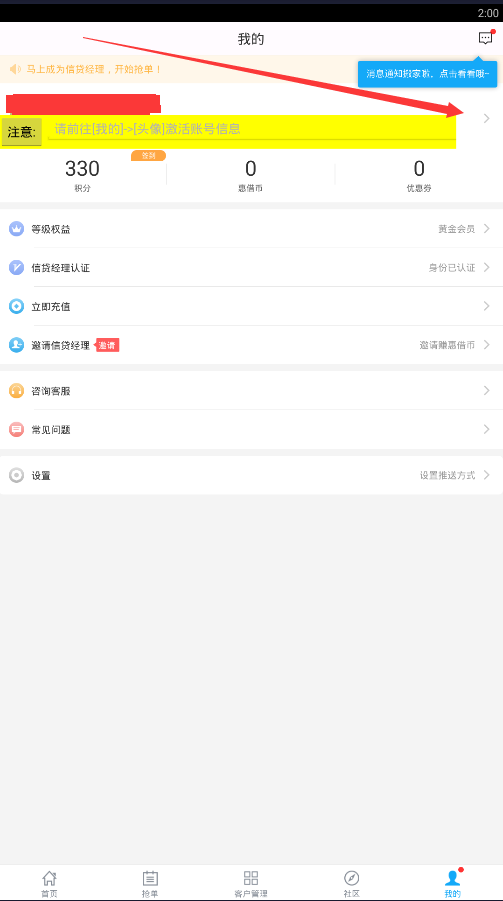 2:00
我的
马上成为信贷经理，开始抢单！
消息通知搬家啦，点击看看哦~
注意:
请前往[我的]->[头像]激活账号信息
签到
330
0
0
积分
惠借币
优惠券
等级权益
黄金会员
信贷经理认证
身份已认证
立即充值
邀请信贷经理
邀请
邀请赚惠借币
咨询客服
常见问题
设置
设置推送方式
首页
抢单
客户管理
社区
我的